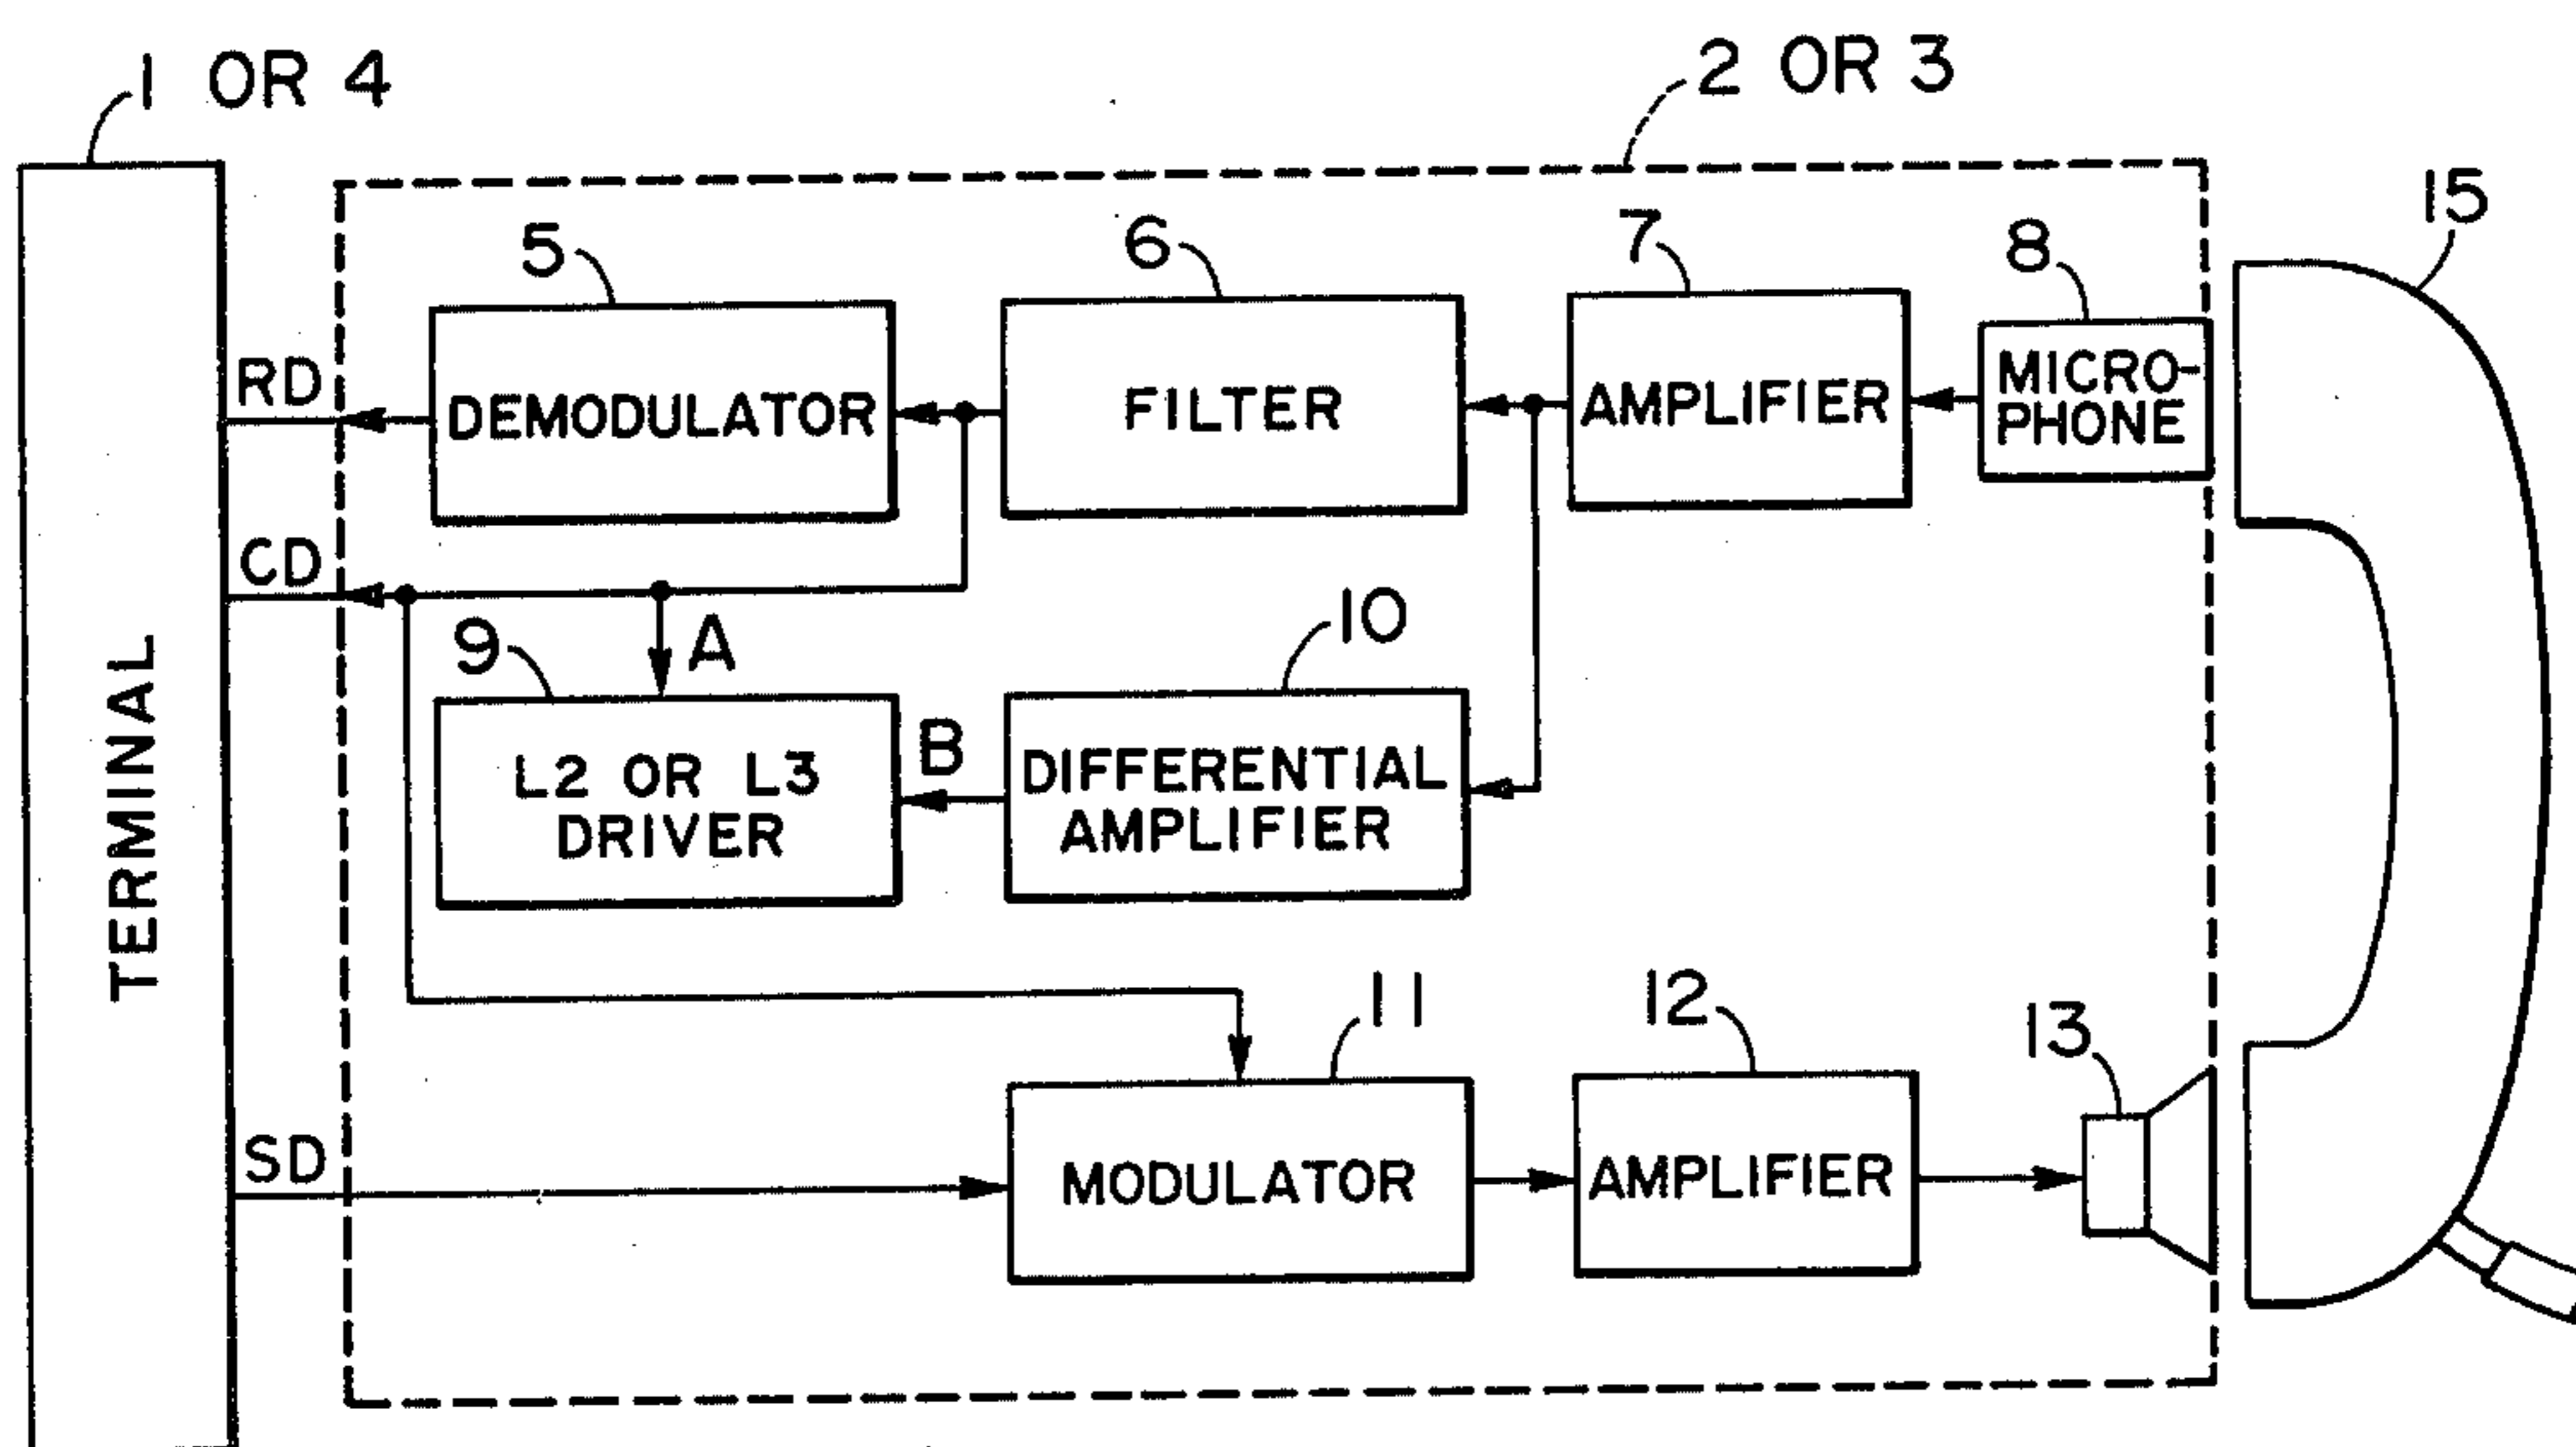 1 OR 4
2 OR 3
15
5
6
7
8
RD
DEMODULATOR
FILTER
AMPLIFIER
MICRO-
PHONE
CD
A
9
10
B
L2 OR L3
DRIVER
DIFFERENTIAL
AMPLIFIER
TERMINAL
11
12
13
SD
MODULATOR
AMPLIFIER